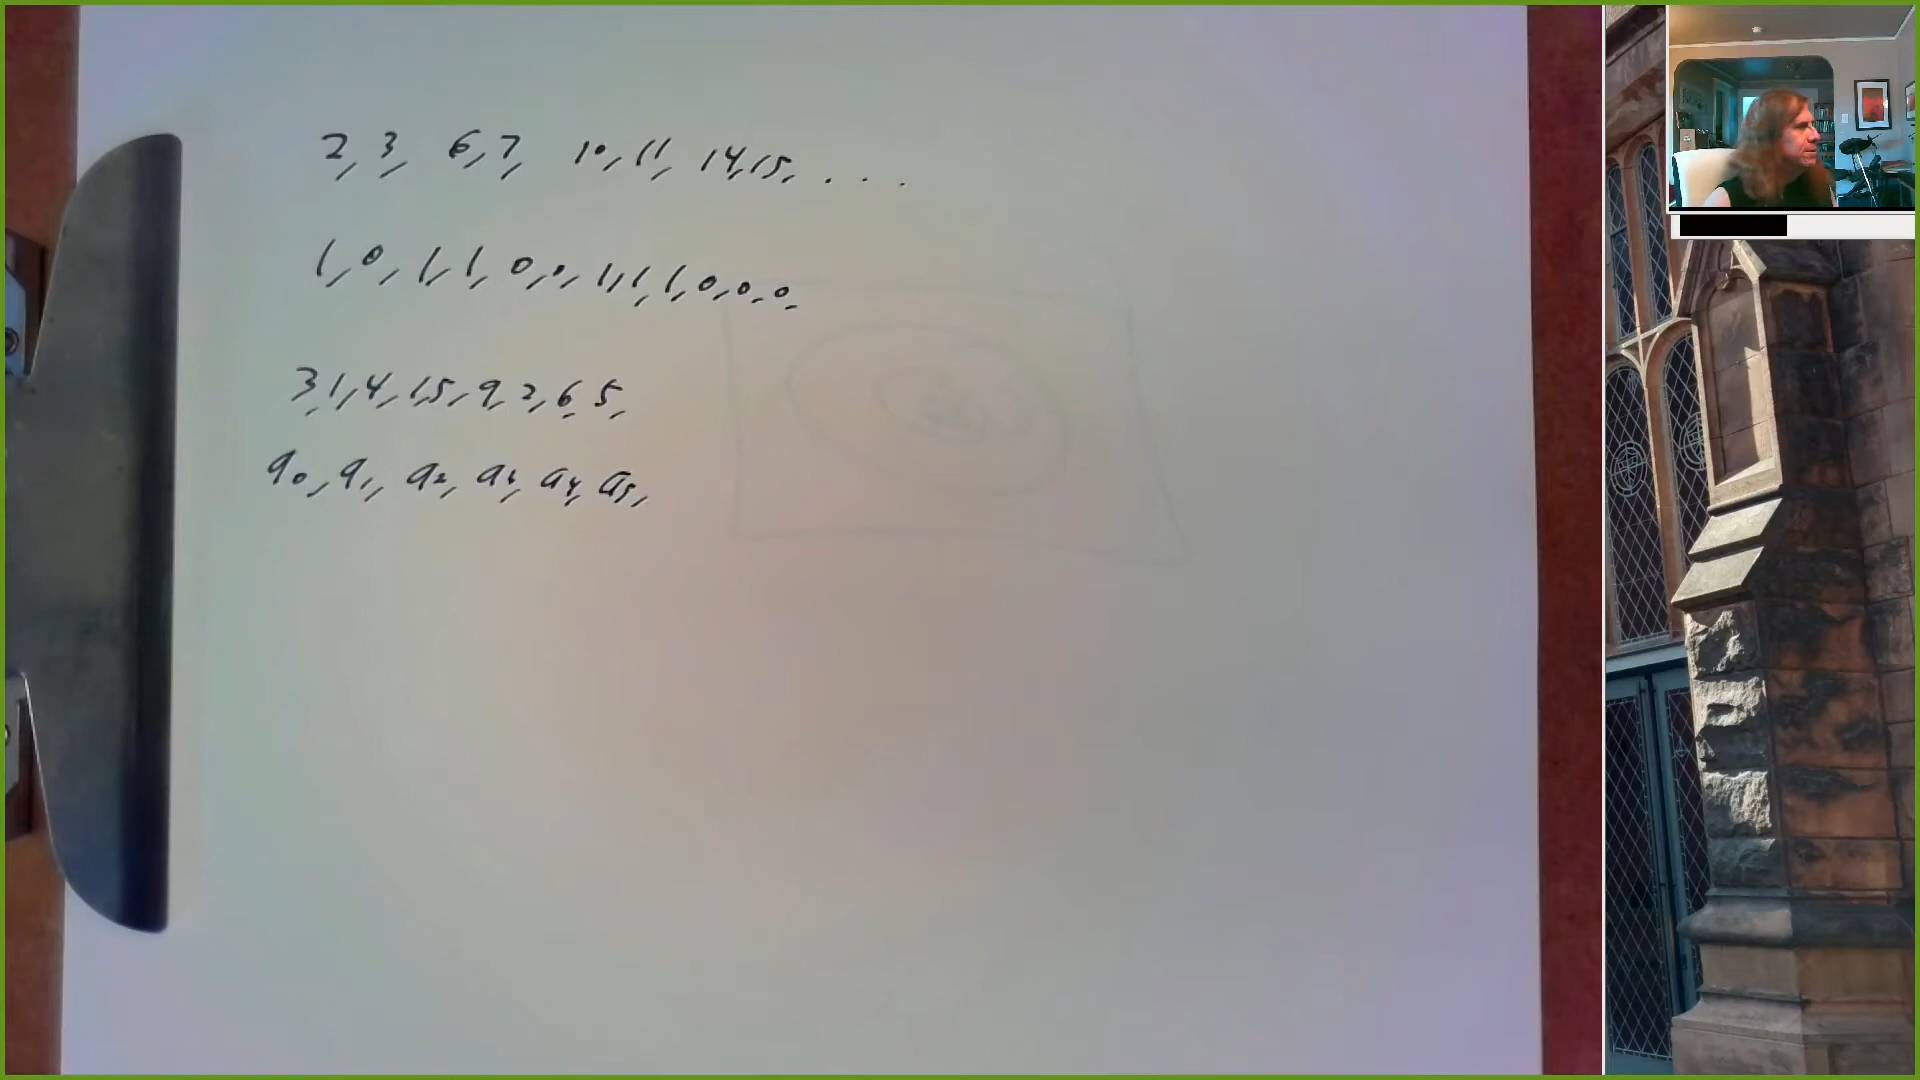 2, 3, 6, 7, 10, 11, 14, 15, . . .
1, 0, 1, 1, 0, 0, 1, 1, 1, 0, 0, 0,
3, 1, 4, 1, 5, 9, 2, 6, 5,
a0, a1, a2, a3, a4, a5,